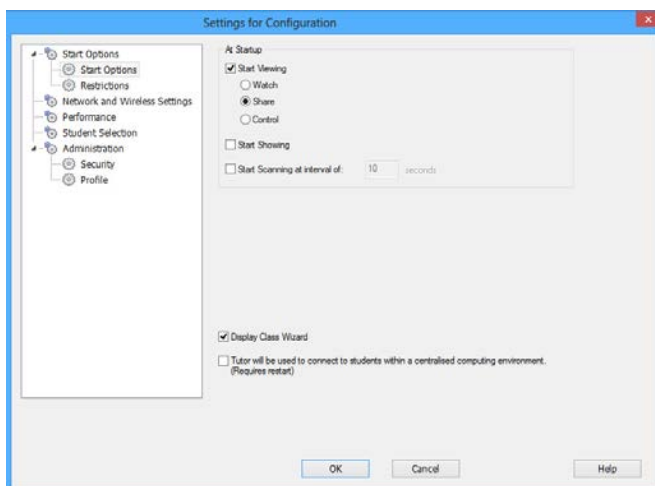 Settings for Configuration
Start Options
Start Options
Restrictions
Network and Wireless Settings
Performance
Student Selection
Administration
Security
Profile
At Startup
Start Viewing
Watch
Share
Control
Start Showing
Start Scanning at interval of: 10 seconds
Display Class Wizard
Tutor will be used to connect to students within a centralised computing environment.
(Requires restart)
OK Cancel Help